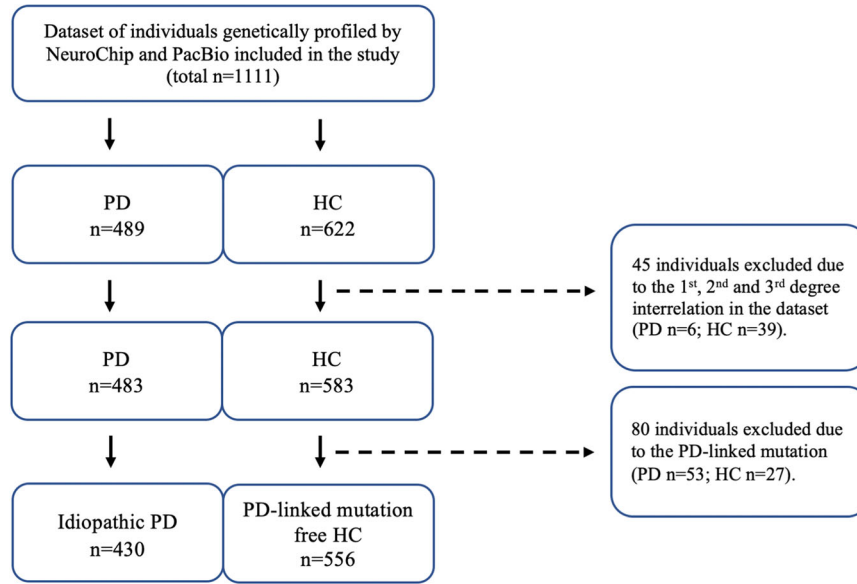 Dataset of individuals genetically profiled by
NeuroChip and PacBio included in the study
(total n=1111)
PD
n=489
HC
n=622
45 individuals excluded due
to the 1st, 2nd and 3rd degree
interrelation in the dataset
(PD n=6; HC n=39).
PD
n=483
HC
n=583
80 individuals excluded due
to the PD-linked mutation
(PD n=53; HC n=27).
Idiopathic PD
n=430
PD-linked mutation
free HC
n=556